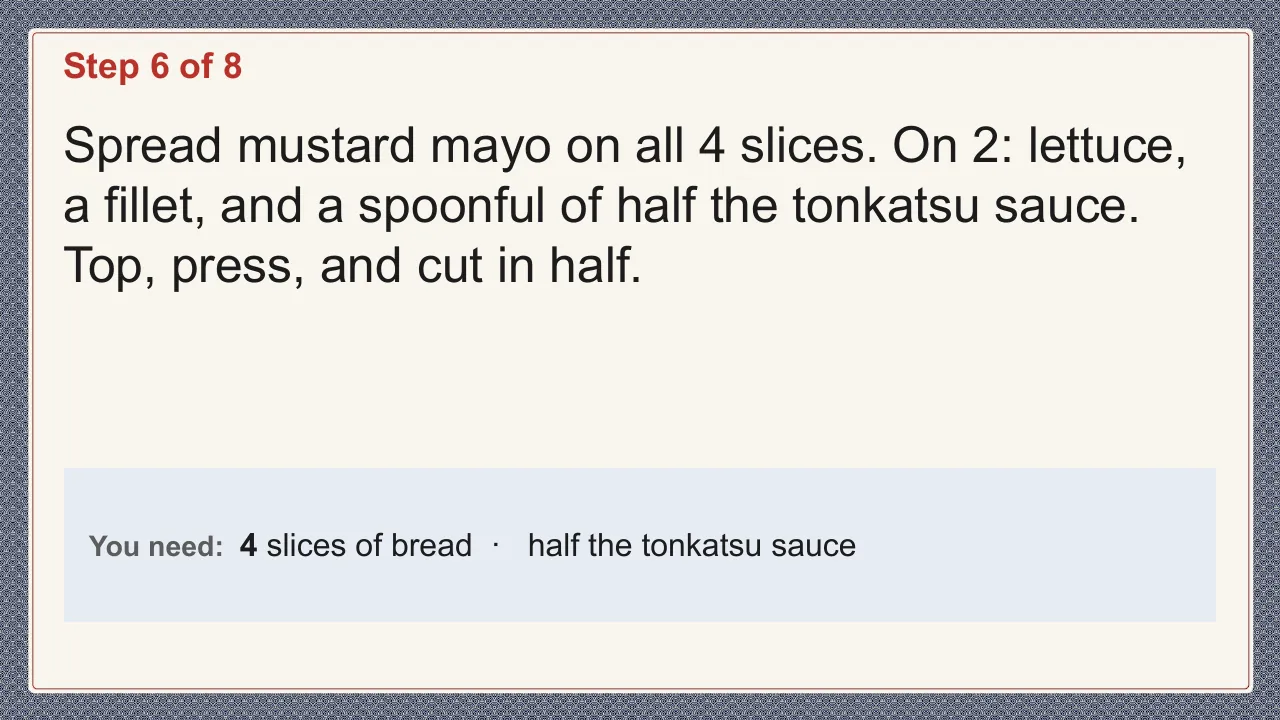 Step 6 of 8
Spread mustard mayo on all 4 slices. On 2: lettuce,
a fillet, and a spoonful of half the tonkatsu sauce.
Top, press, and cut in half.
You need: 4 slices of bread · half the tonkatsu sauce